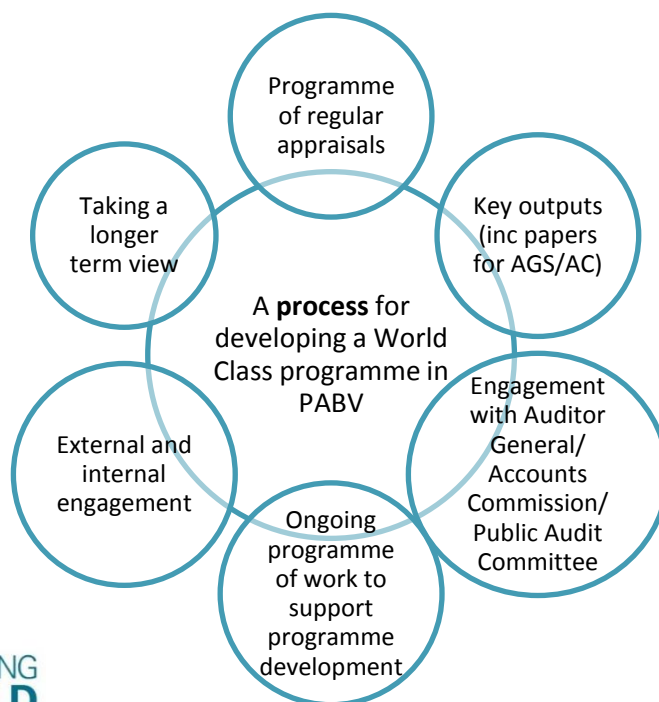 Programme
of regular
appraisals
Key outputs
(inc papers
for AGS/AC)
Engagement
with Auditor
General/
Accounts
Commission/
Public Audit
Committee
Ongoing
programme
of work to
support
programme
development
External and
internal
engagement
Taking a
longer
term view
A process for
developing a World
Class programme in
PABV
NG